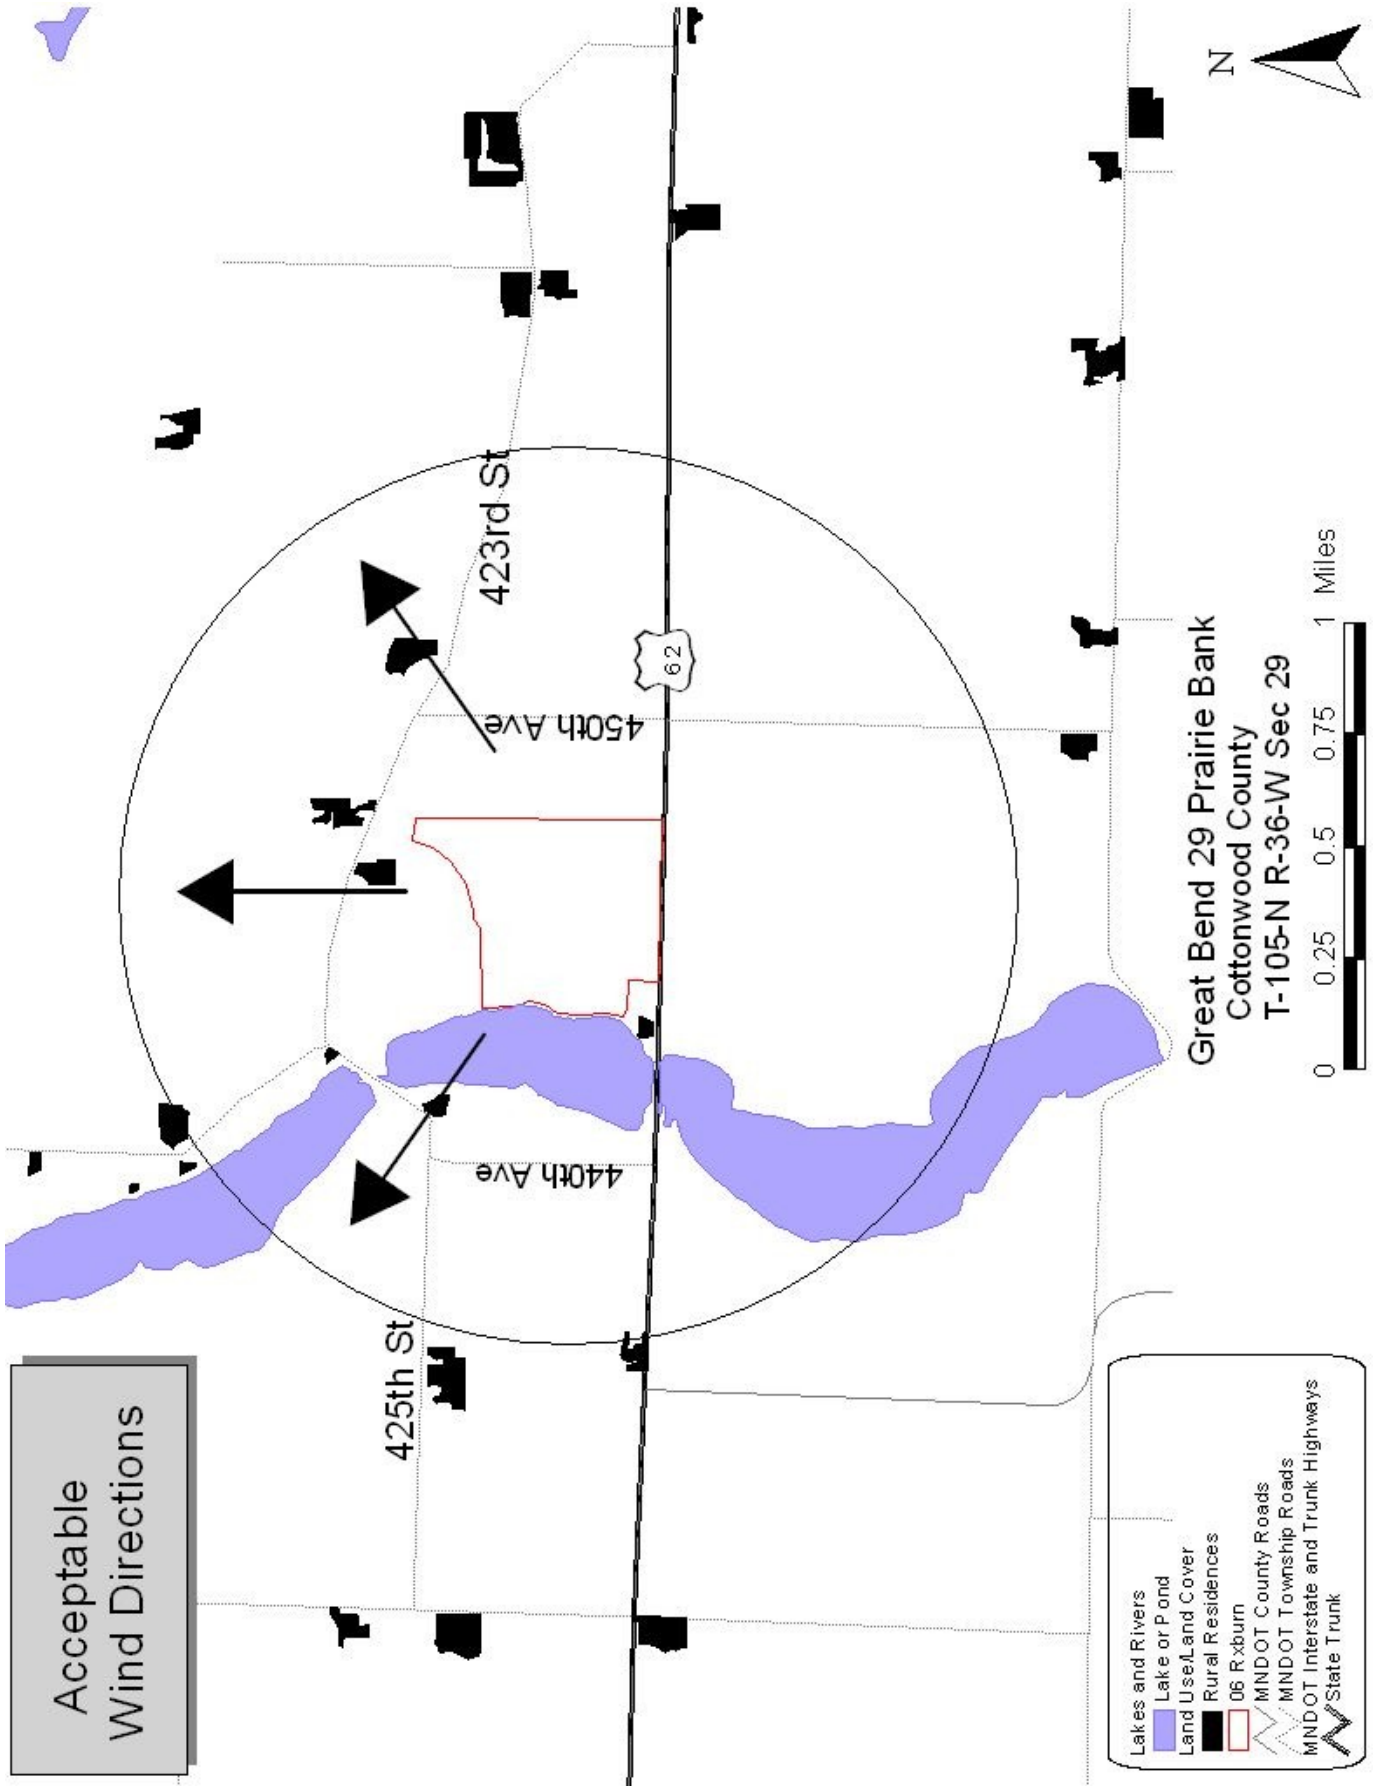 Acceptable
Wind Directions
N
423rd St
450th Ave
62
440th Ave
425th St
Great Bend 29 Prairie Bank
Cottonwood County
T-105-N R-36-W Sec 29
0 0.25 0.5 0.75 1 Miles
Lakes and Rivers
Lake or Pond
Land Use/Land Cover
Rural Residences
06 Rxburn
MNDOT County Roads
MNDOT Township Roads
MNDOT Interstate and Trunk Highways
State Trunk